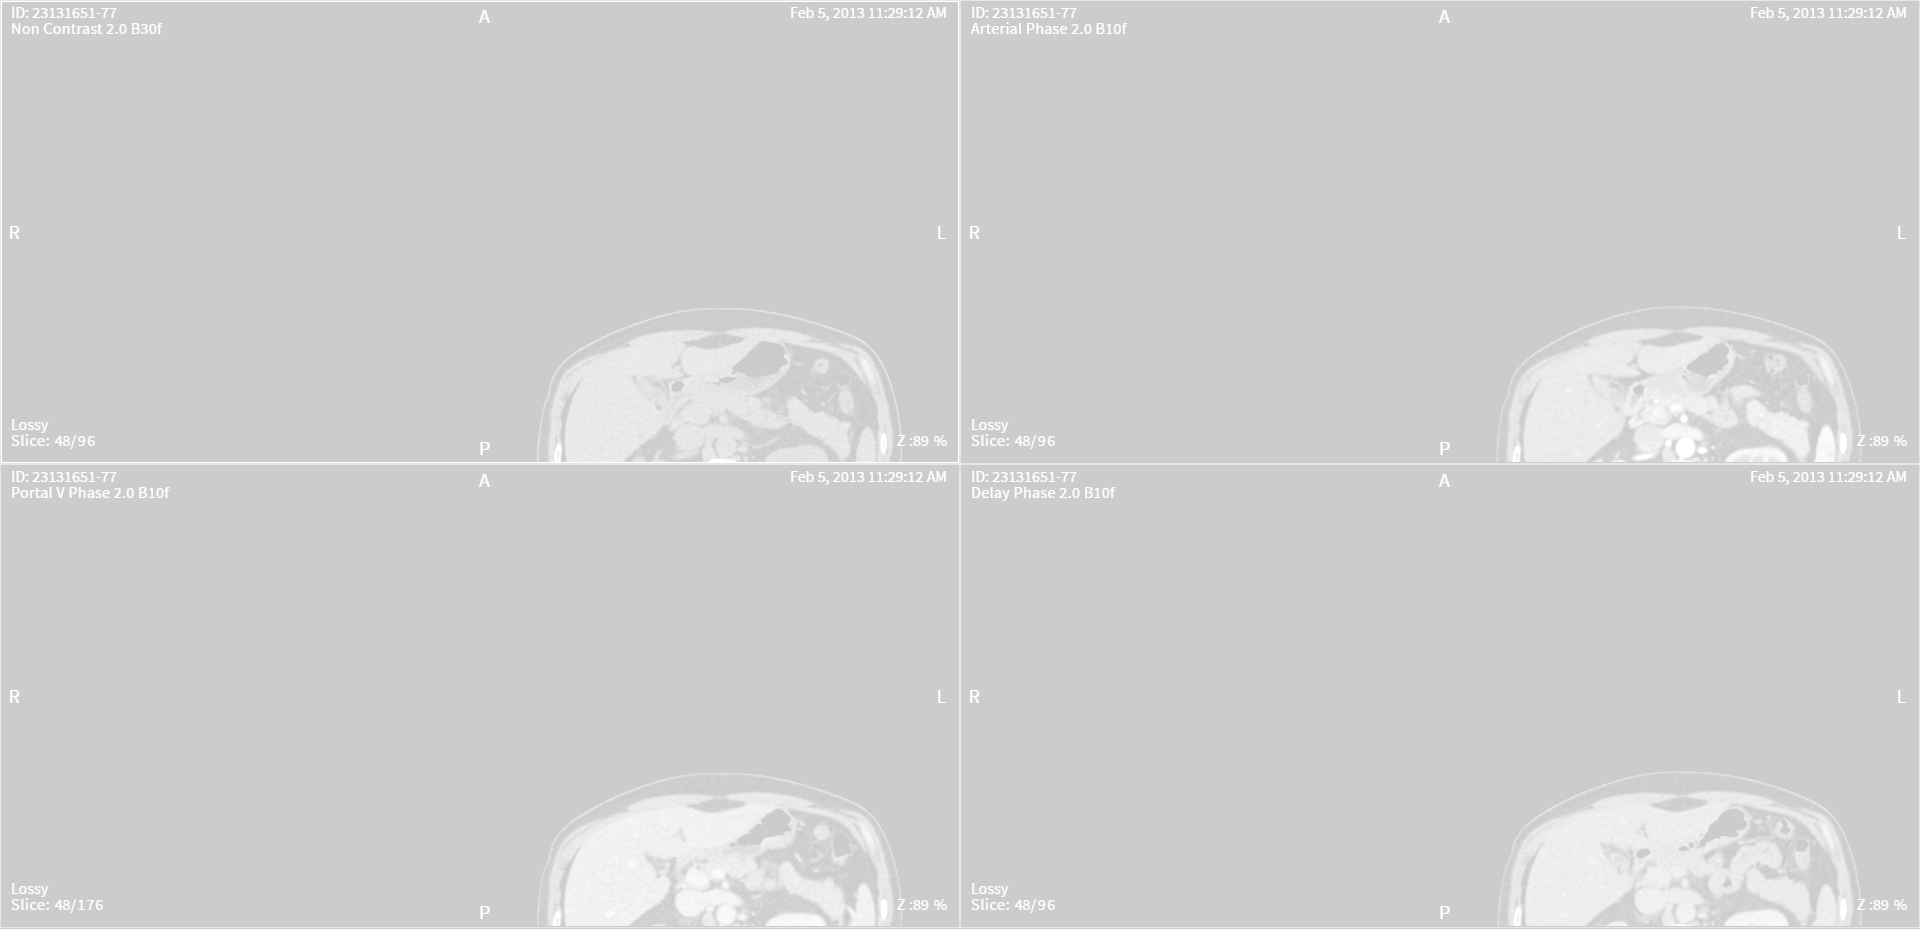 ID: 23131651-77
Non Contrast 2.0 B30f
A
Feb 5, 2013 11:29:12 AM
R
L
Lossy
Slice: 48/96
P
Z :89 %
ID: 23131651-77
Arterial Phase 2.0 B10f
A
Feb 5, 2013 11:29:12 AM
R
L
Lossy
Slice: 48/96
P
Z :89 %
ID: 23131651-77
Portal V Phase 2.0 B10f
A
Feb 5, 2013 11:29:12 AM
R
L
Lossy
Slice: 48/176
P
Z :89 %
ID: 23131651-77
Delay Phase 2.0 B10f
A
Feb 5, 2013 11:29:12 AM
R
L
Lossy
Slice: 48/96
P
Z :89 %